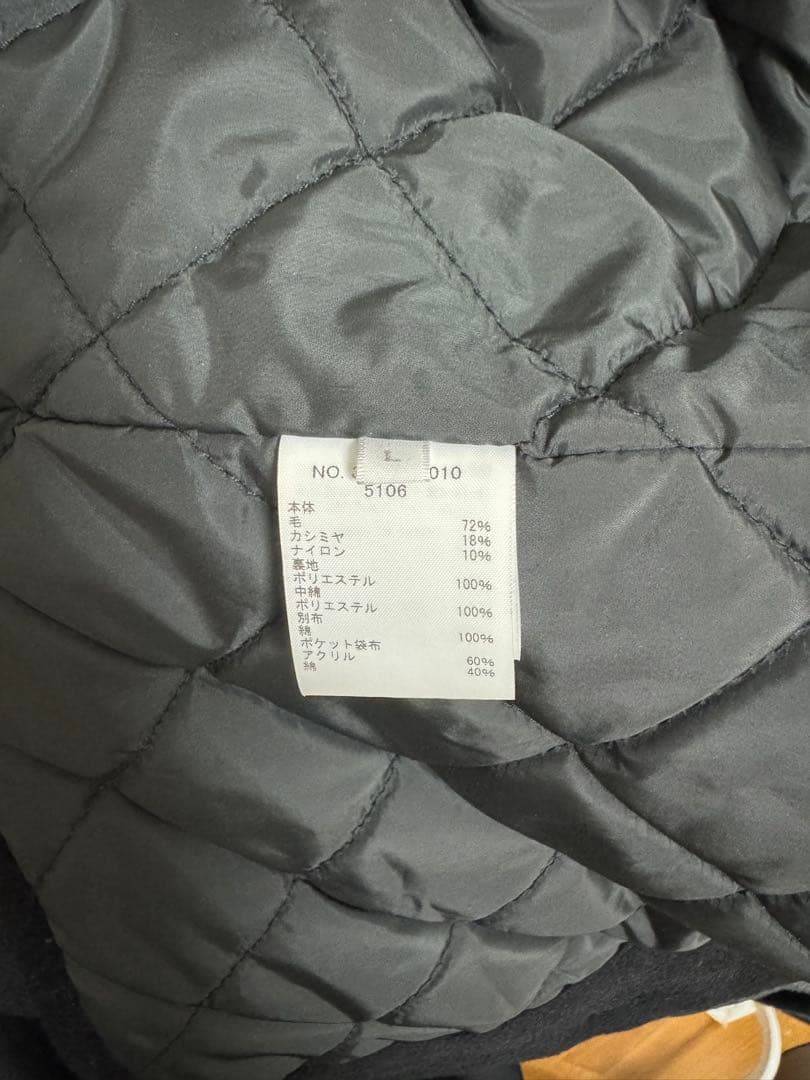 L
NO. 3 010
5106
本体
毛 72%
カシミヤ 18%
ナイロン 10%
裏地
ポリエステル 100%
中綿
ポリエステル 100%
別布
綿 100%
ポケット袋布
アクリル 60%
綿 40%